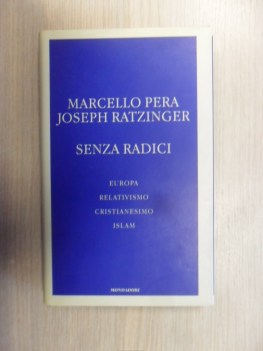 MARCELLO PERA
JOSEPH RATZINGER
SENZA RADICI
EUROPA
RELATIVISMO
CRISTIANESIMO
ISLAM
MONDADORI